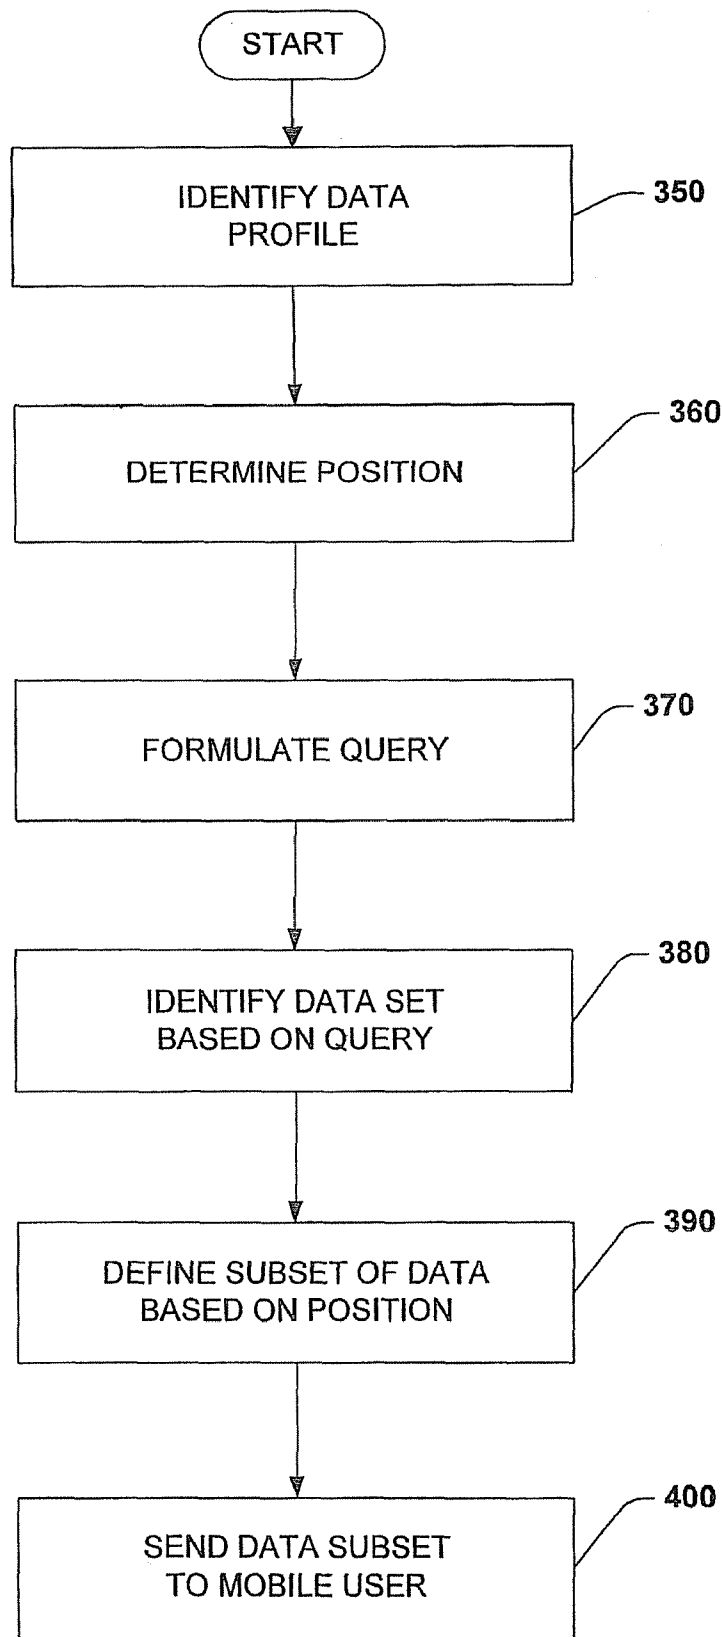 START
IDENTIFY DATA
PROFILE
350
DETERMINE POSITION
360
FORMULATE QUERY
370
IDENTIFY DATA SET
BASED ON QUERY
380
DEFINE SUBSET OF DATA
BASED ON POSITION
390
SEND DATA SUBSET
TO MOBILE USER
400